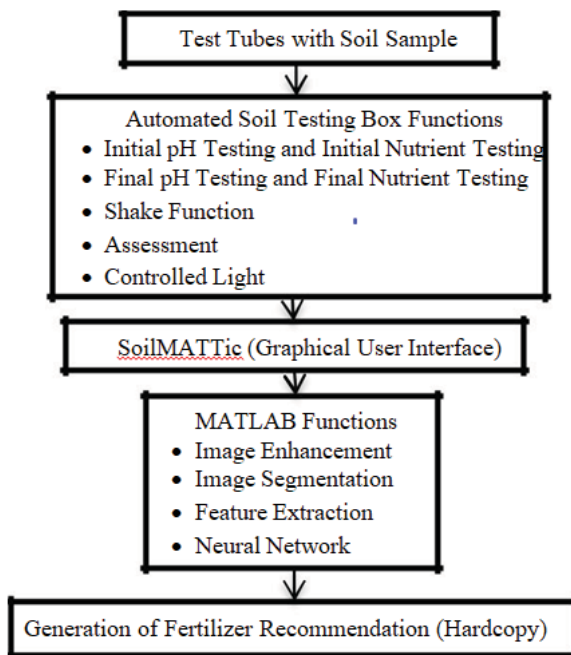 Test Tubes with Soil Sample
Automated Soil Testing Box Functions
• Initial pH Testing and Initial Nutrient Testing
• Final pH Testing and Final Nutrient Testing
• Shake Function
• Assessment
• Controlled Light
SoilMATTic (Graphical User Interface)
MATLAB Functions
• Image Enhancement
• Image Segmentation
• Feature Extraction
• Neural Network
Generation of Fertilizer Recommendation (Hardcopy)